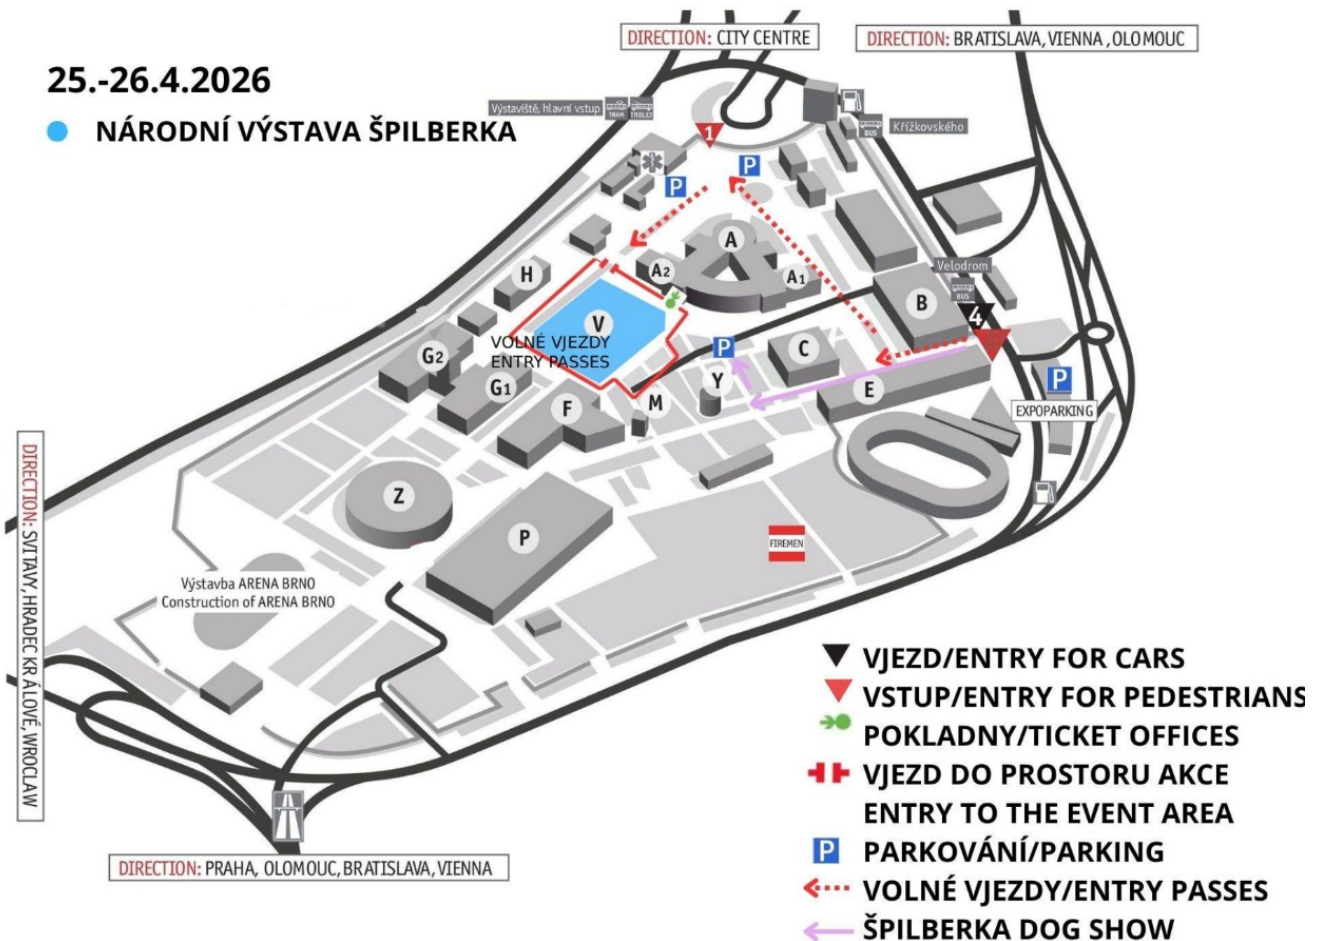 DIRECTION: CITY CENTRE
DIRECTION: BRATISLAVA, VIENNA ,OLOMOUC
25.-26.4.2026
NÁRODNÍ VÝSTAVA ŠPILBERKA
Výstaviště, hlavní vstup
TRAM
TROLEJ
BUS
Křížkovského
1
P
P
A
A2
A1
H
Velodrom
BUS
B
4
V
VOLNÉ VJEZDY
ENTRY PASSES
P
C
G2
G1
Y
E
P
F
M
EXPOPARKING
Z
P
FIREMEN
DIRECTION: SVITAVY, HRADEC KR ÁLOVÉ, WROCLAW
Výstavba ARENA BRNO
Construction of ARENA BRNO
DIRECTION: PRAHA, OLOMOUC, BRATISLAVA, VIENNA
VJEZD/ENTRY FOR CARS
VSTUP/ENTRY FOR PEDESTRIANS
POKLADNY/TICKET OFFICES
VJEZD DO PROSTORU AKCE
ENTRY TO THE EVENT AREA
P PARKOVÁNÍ/PARKING
VOLNÉ VJEZDY/ENTRY PASSES
ŠPILBERKA DOG SHOW